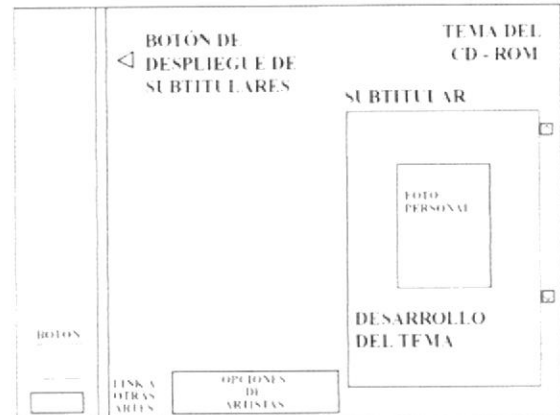 BOTÓN DE
DESPLIEGUE DE
SUBTITULARES
TEMA DEL
CD - ROM
SUBTITULAR
FOTO
PERSONAL
DESARROLLO
DEL TEMA
BOTON
LINK A
OTRAS
ARTES
OPCIONES
DE
ARTISTAS